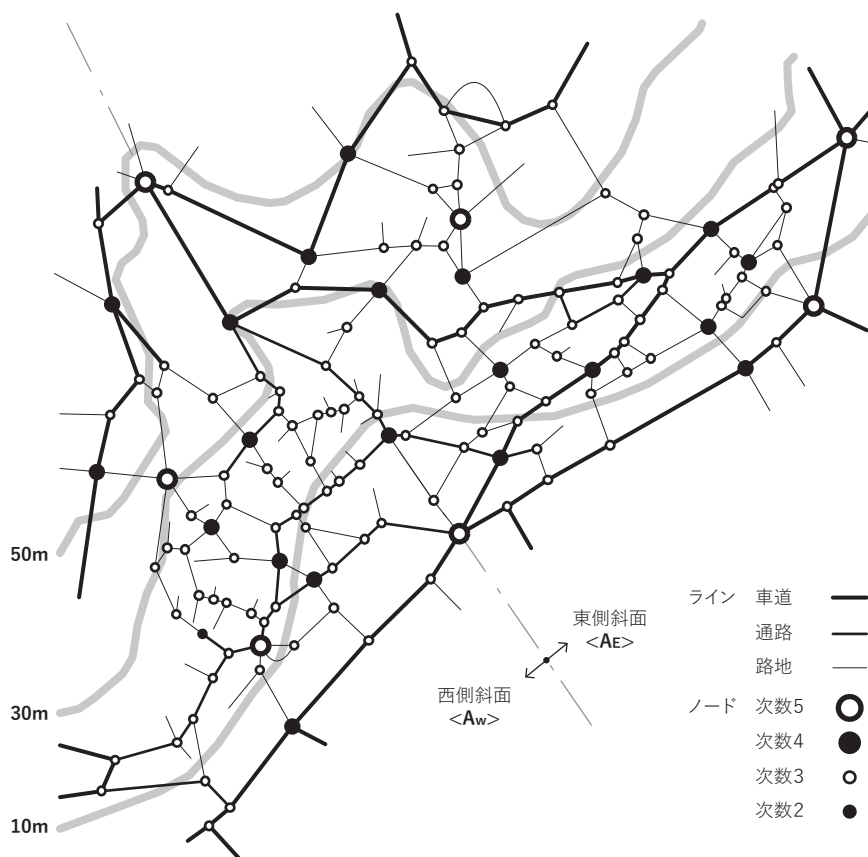 50m
30m
10m
東側斜面
<AE>
西側斜面
<Aw>
ライン 車道
通路
路地
ノード 次数5
次数4
次数3
次数2